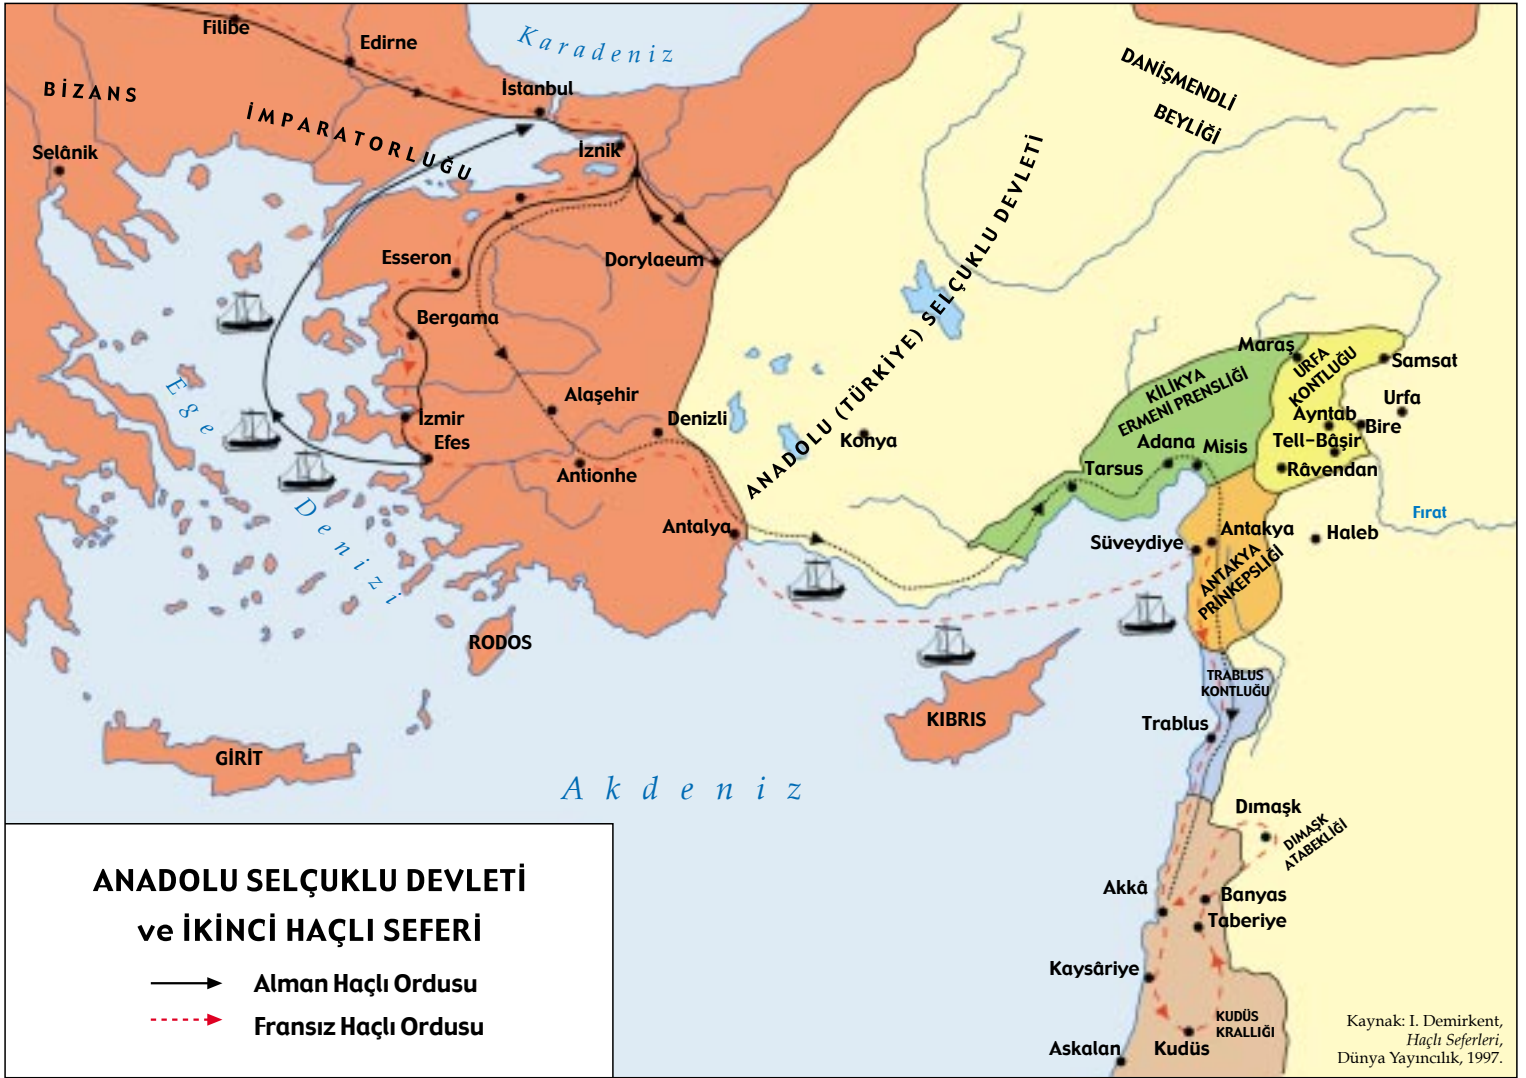 Filibe
Edirne
Karadeniz
BİZANS
İMPARATORLUĞU
İstanbul
DANİŞMENDLİ
BEYLİĞİ
Selânik
İznik
Esseron
Dorylaeum
ANADOLU (TÜRKİYE) SELÇUKLU DEVLETİ
Bergama
Maraş
URFA
KONTLUĞU
Samsat
KİLİKYA
ERMENİ PRENSLIĞI
Ege
Denizi
Alaşehir
Urfa
İzmir
Denizli
Ayntab
Bire
Efes
Konya
Adana
Misis
Tell-Bâşir
Antionhe
Tarsus
Râvendan
Fırat
Antalya
Süveydiye
Antakya
Haleb
ANTAKYA
PRİNKEPSLİĞİ
RODOS
TRABLUS
KONTLUĞU
KIBRIS
Trablus
GİRİT
Akdeniz
Dımaşk
DIMAŞK
ATABEKLİĞİ
ANADOLU SELÇUKLU DEVLETİ
ve İKİNCİ HAÇLI SEFERİ
Alman Haçlı Ordusu
Fransız Haçlı Ordusu
Akkâ
Banyas
Taberiye
Kaysâriye
KUDÜS
KRALLIĞI
Askalan
Kudüs
Kaynak: I. Demirkent,
Haçlı Seferleri,
Dünya Yayıncılık, 1997.